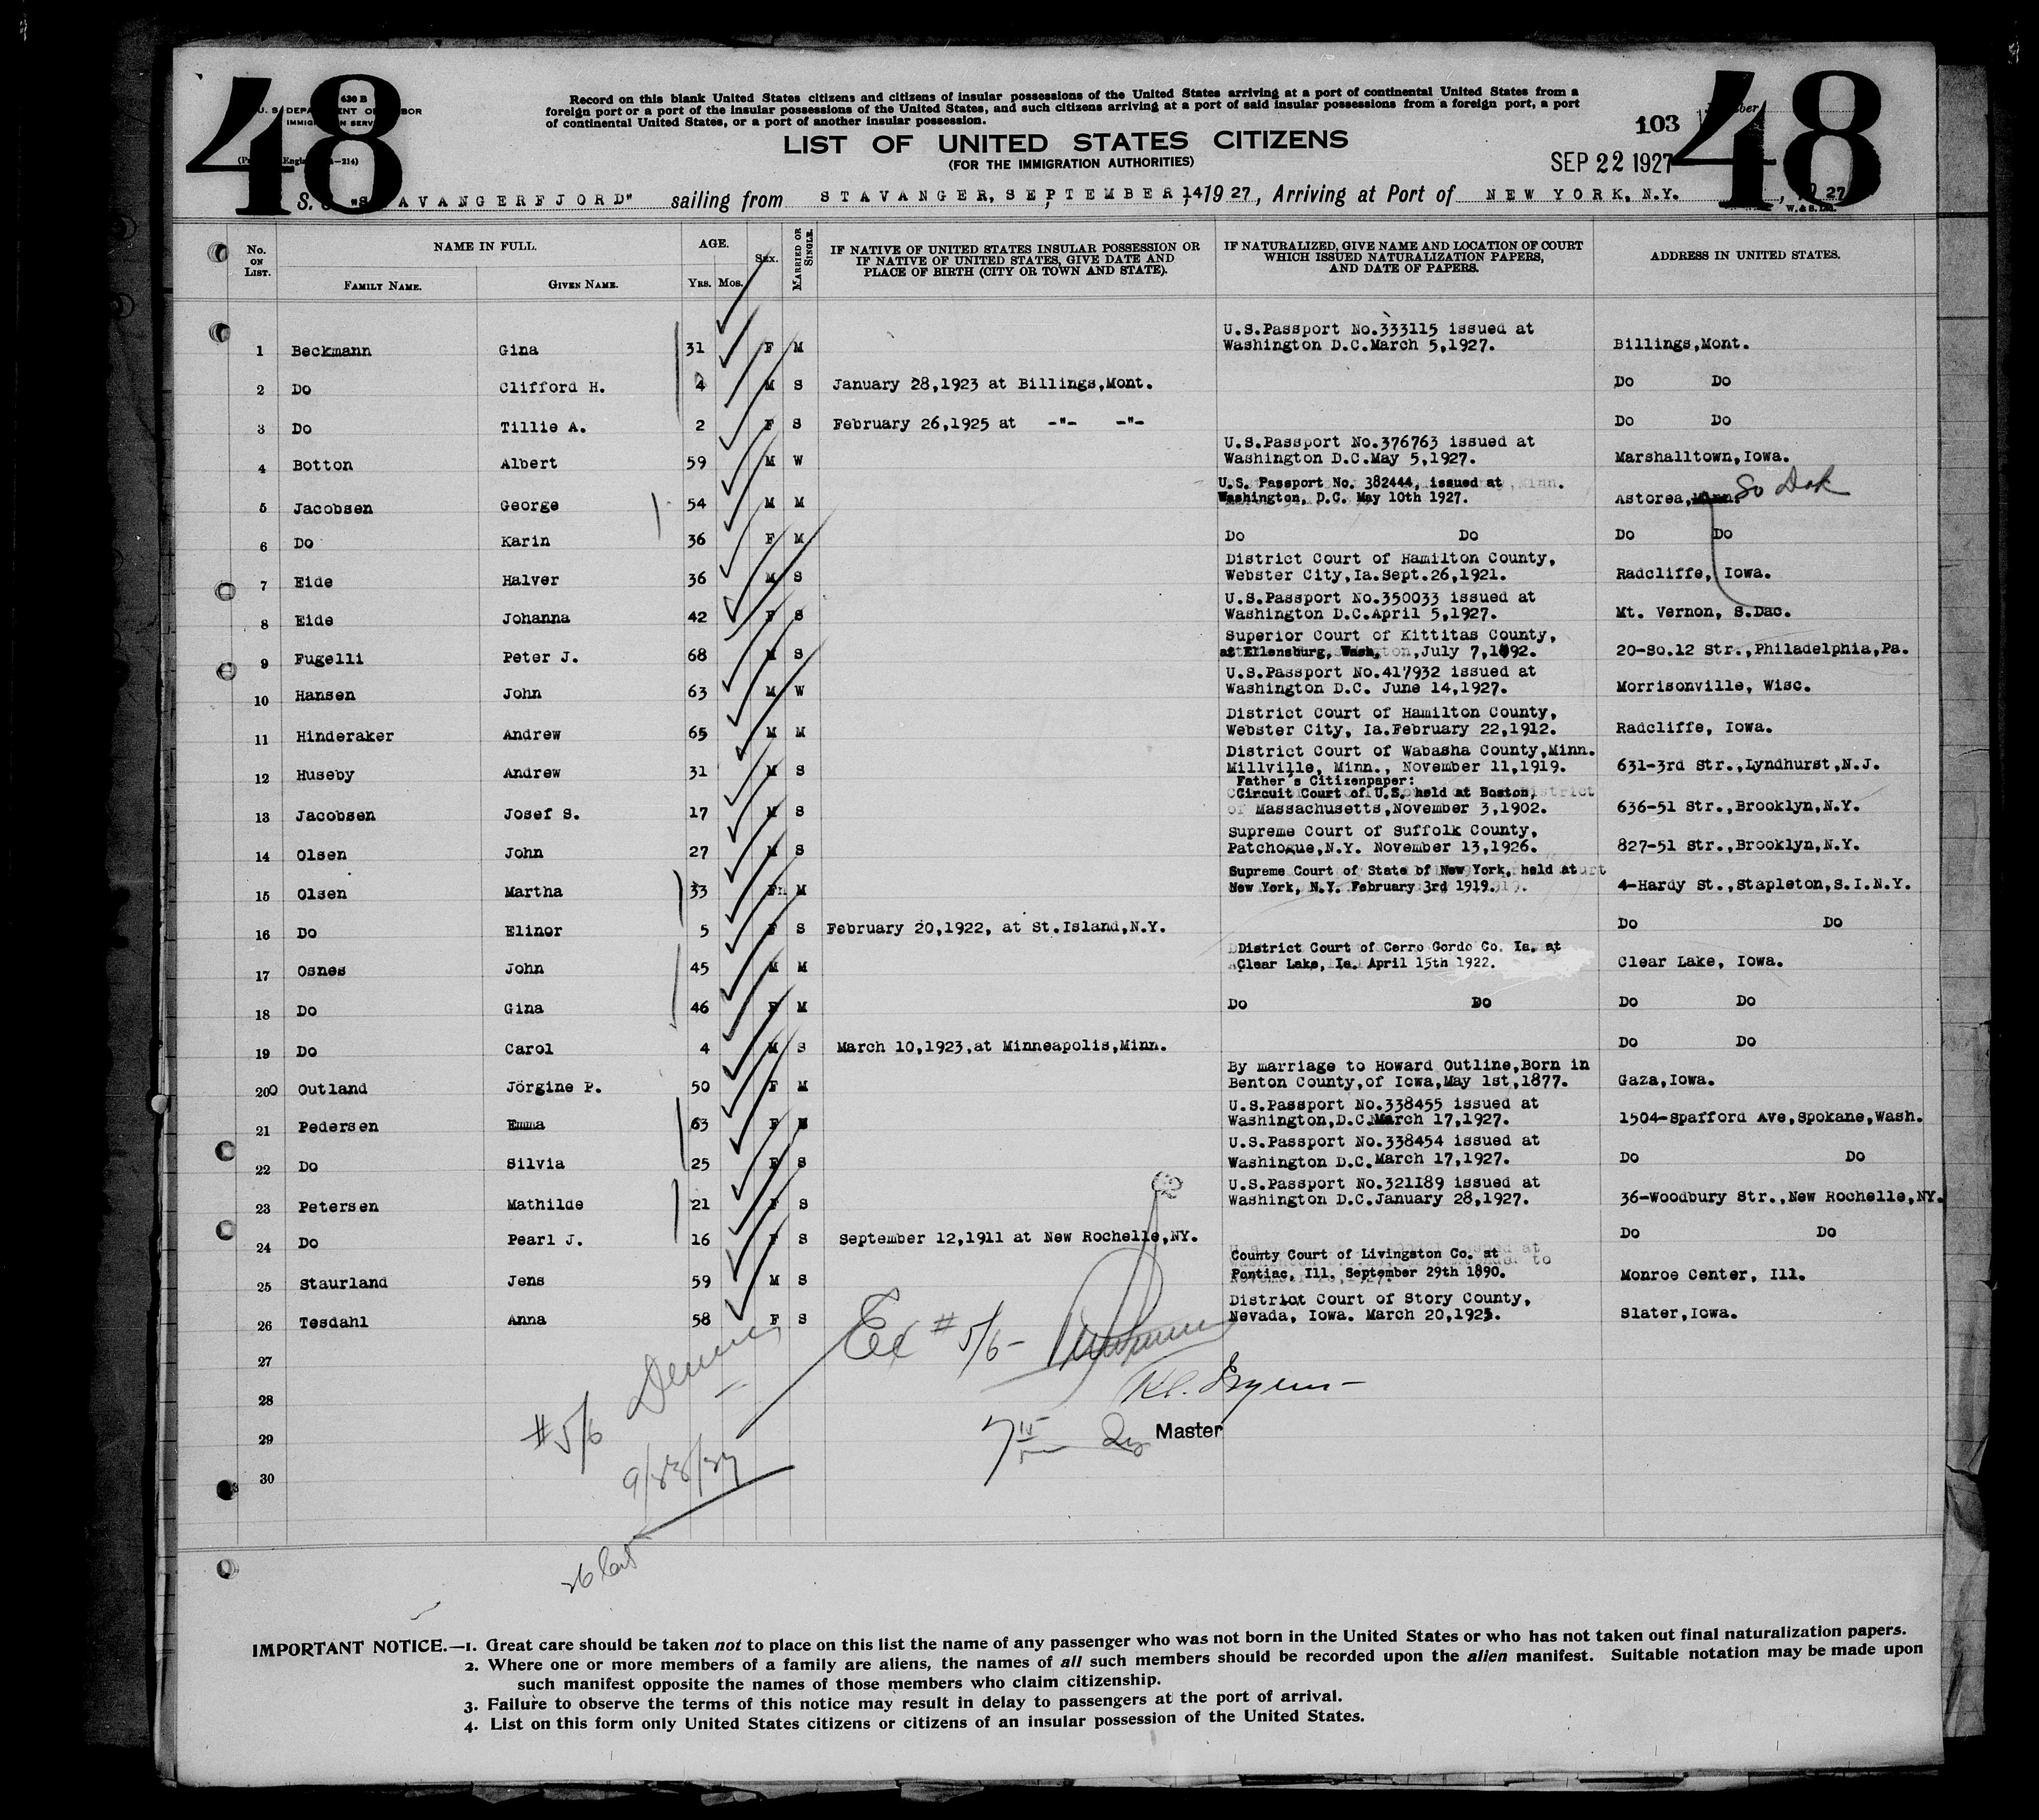 48
48
630 B
U. S. DEPARTMENT OF LABOR
IMMIGRATION SERVICE
Record on this blank United States citizens and citizens of insular possessions of the United States arriving at a port of continental United States from a
foreign port or a port of the insular possessions of the United States, and such citizens arriving at a port of said insular possessions from a foreign port, a port
of continental United States, or a port of another insular possession.
103
LIST OF UNITED STATES CITIZENS
(FOR THE IMMIGRATION AUTHORITIES)
SEP 22 1927
S. S. "STAVANGERFJORD" sailing from STAVANGER, SEPTEMBER 14 1927, Arriving at Port of NEW YORK, N.Y. , 1927
No. ON LIST. NAME IN FULL. AGE. SEX. MARRIED OR SINGLE. IF NATIVE OF UNITED STATES INSULAR POSSESSION OR IF NATIVE OF UNITED STATES, GIVE DATE AND PLACE OF BIRTH (CITY OR TOWN AND STATE). IF NATURALIZED, GIVE NAME AND LOCATION OF COURT WHICH ISSUED NATURALIZATION PAPERS, AND DATE OF PAPERS. ADDRESS IN UNITED STATES.
FAMILY NAME. GIVEN NAME. YRS. MOS.
U.S.Passport No.333115 issued at
1 Beckmann Gina 31 F M Washington D.C.March 5,1927. Billings,Mont.
2 Do Clifford H. 4 M S January 28,1923 at Billings,Mont. Do Do
3 Do Tillie A. 2 F S February 26,1925 at -"- -"- Do Do
U.S.Passport No.376763 issued at
4 Botton Albert 59 M W Washington D.C.May 5,1927. Marshalltown,Iowa.
U.S. Passport No. 382444, issued at
5 Jacobsen George 54 M M Washington, D.C. May 10th 1927. Astorea, Minn. So Dak
6 Do Karin 36 F M Do Do Do Do
District Court of Hamilton County,
7 Eide Halver 36 M S Webster City,Ia.Sept.26,1921. Radcliffe, Iowa.
U.S.Passport No.350033 issued at
8 Eide Johanna 42 F S Washington D.C.April 5,1927. Mt. Vernon, S.Dac.
Superior Court of Kittitas County,
9 Fugelli Peter J. 68 M S at Ellensburg, Wash. July 7,1892. 20-So.12 Str.,Philadelphia,Pa.
U.S.Passport No.417932 issued at
10 Hansen John 63 M W Washington D.C. June 14,1927. Morrisonville, Wisc.
District Court of Hamilton County,
11 Hinderaker Andrew 65 M M Webster City, Ia.February 22,1912. Radcliffe, Iowa.
District Court of Wabasha County,Minn.
12 Huseby Andrew 31 M S Millville, Minn., November 11,1919. 631-3rd Str.,Lyndhurst,N.J.
Father's Citizenpaper:
Circuit Court of U.S. held at Boston,
13 Jacobsen Josef S. 17 M S of Massachusetts,November 3,1902. 636-51 Str.,Brooklyn,N.Y.
Supreme Court of Suffolk County,
14 Olsen John 27 M S Patchogue,N.Y. November 13,1926. 827-51 Str.,Brooklyn,N.Y.
Supreme Court of State of New York, held at
15 Olsen Martha 33 F M New York, N.Y. February 3rd 1919. 4-Hardy St.,Stapleton,S.I.N.Y.
16 Do Elinor 5 F S February 20,1922, at St.Island,N.Y. Do Do
District Court of Cerro Gordo Co. Ia. at
17 Osnes John 45 M M Clear Lake, Ia. April 15th 1922. Clear Lake, Iowa.
18 Do Gina 46 F M Do Do Do Do
19 Do Carol 4 M S March 10,1923,at Minneapolis,Minn. Do Do
By marriage to Howard Outline,Born in
20 Outland Jörgine P. 50 F M Benton County,of Iowa,May 1st,1877. Gaza,Iowa.
U.S.Passport No.338455 issued at
21 Pedersen Emma 63 F Washington,D.C.March 17,1927. 1504-Spafford Ave,Spokane,Wash.
U.S.Passport No.338454 issued at
22 Do Silvia 25 F S Washington D.C.March 17,1927. Do Do
U.S.Passport No.321189 issued at
23 Petersen Mathilde 21 F S Washington D.C.January 28,1927. 36-Woodbury Str.,New Rochelle,NY.
24 Do Pearl J. 16 F S September 12,1911 at New Rochelle,NY. Do Do
County Court of Livingston Co. at
25 Staurland Jens 59 M S Pontiac, Ill. September 29th 1890. Monroe Center, Ill.
District Court of Story County,
26 Tesdahl Anna 58 F S Nevada, Iowa. March 20,1925. Slater,Iowa.
27
28
29
30
Ex # 5/6 -
# 5/6
Master
IMPORTANT NOTICE.—1. Great care should be taken not to place on this list the name of any passenger who was not born in the United States or who has not taken out final naturalization papers.
2. Where one or more members of a family are aliens, the names of all such members should be recorded upon the alien manifest. Suitable notation may be made upon
such manifest opposite the names of those members who claim citizenship.
3. Failure to observe the terms of this notice may result in delay to passengers at the port of arrival.
4. List on this form only United States citizens or citizens of an insular possession of the United States.